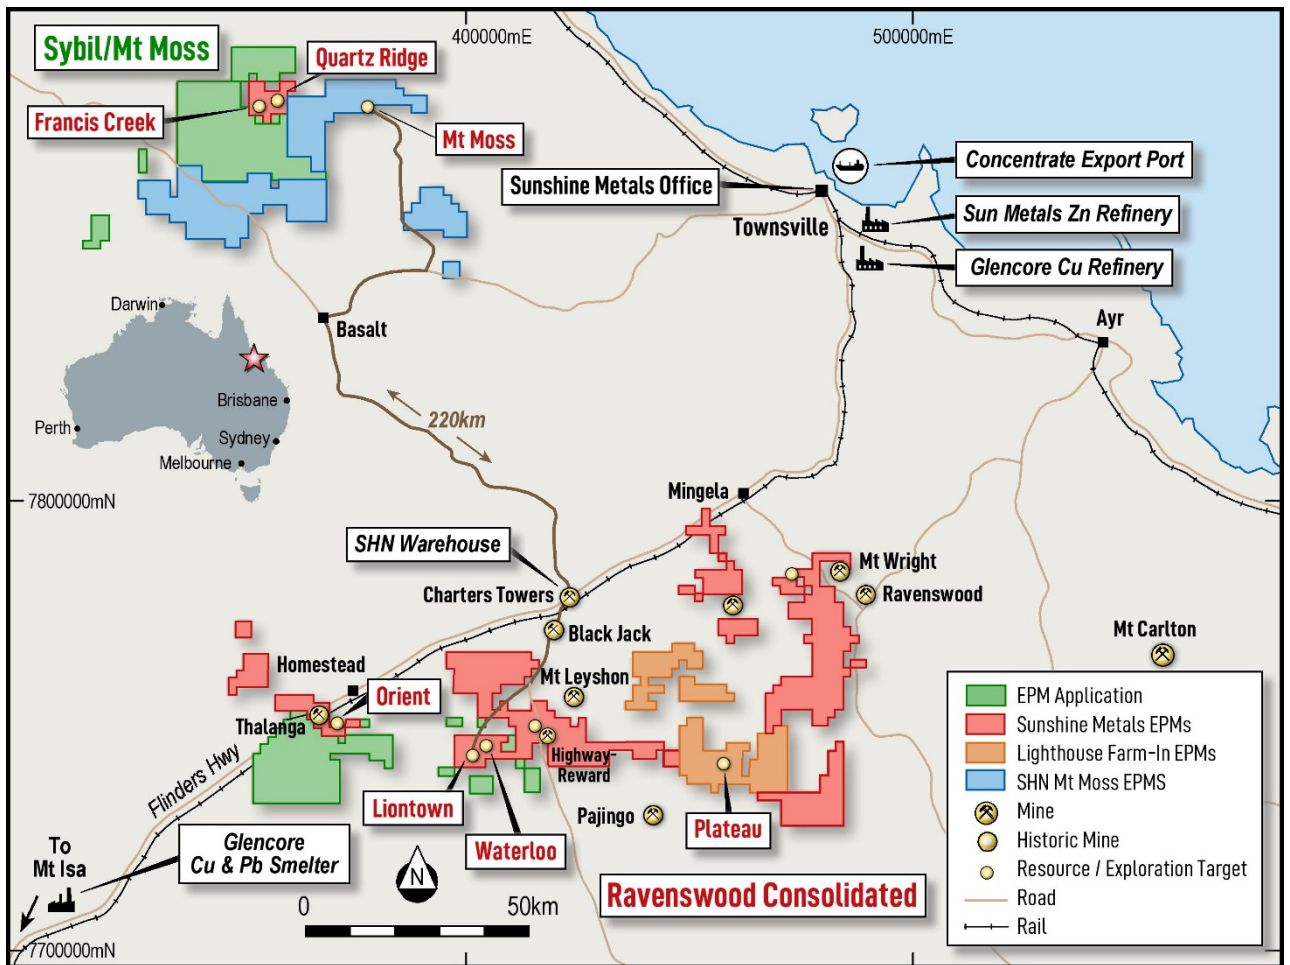 400000mE
500000mE
Sybil/Mt Moss
Quartz Ridge
Francis Creek
Mt Moss
Concentrate Export Port
Sunshine Metals Office
Sun Metals Zn Refinery
Townsville
Glencore Cu Refinery
Darwin
Basalt
Ayr
Brisbane
220km
Perth
Sydney
Melbourne
7800000mN
Mingela
SHN Warehouse
Charters Towers
Mt Wright
Ravenswood
Black Jack
Mt Carlton
Homestead
Mt Leyshon
Orient
Thalanga
Highway-
Reward
Flinders Hwy
Liontown
Pajingo
Plateau
Waterloo
To
Mt Isa
Glencore
Cu & Pb Smelter
N
Ravenswood Consolidated
0
50km
7700000mN
EPM Application
Sunshine Metals EPMs
Lighthouse Farm-In EPMs
SHN Mt Moss EPMS
Mine
Historic Mine
Resource / Exploration Target
Road
Rail